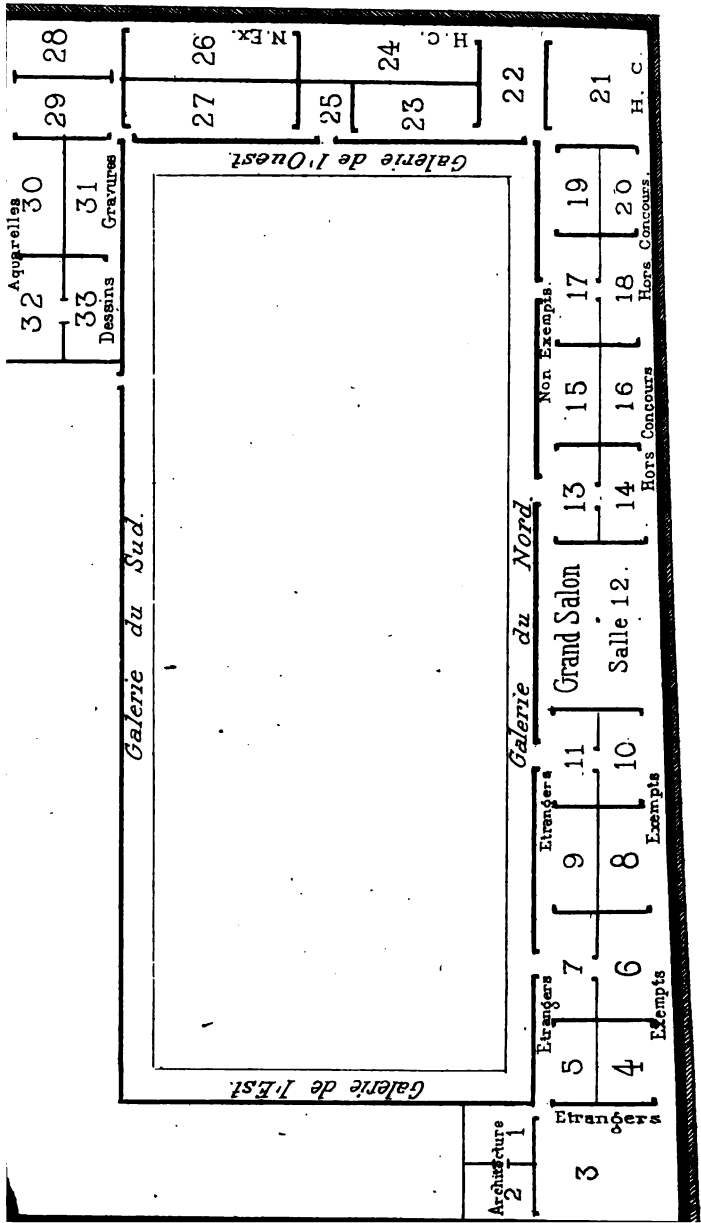 28
29
26
N. Ex.
27
24
H. C.
25
23
22
21
H. C.
Aquarelles
30
31
Gravures
32
33
Dessins
Galerie de l'Ouest.
19
20
Hors Concours.
17
18
Non Exempts.
15
16
Hors Concours
13
14
Galerie du Sud.
Galerie du Nord.
Grand Salon
Salle 12.
11
10
Etrangers
Exempts
9
8
7
6
Etrangers
Exempts
5
4
Galerie de l'Est.
Etrangers
Architecture
1
2
3